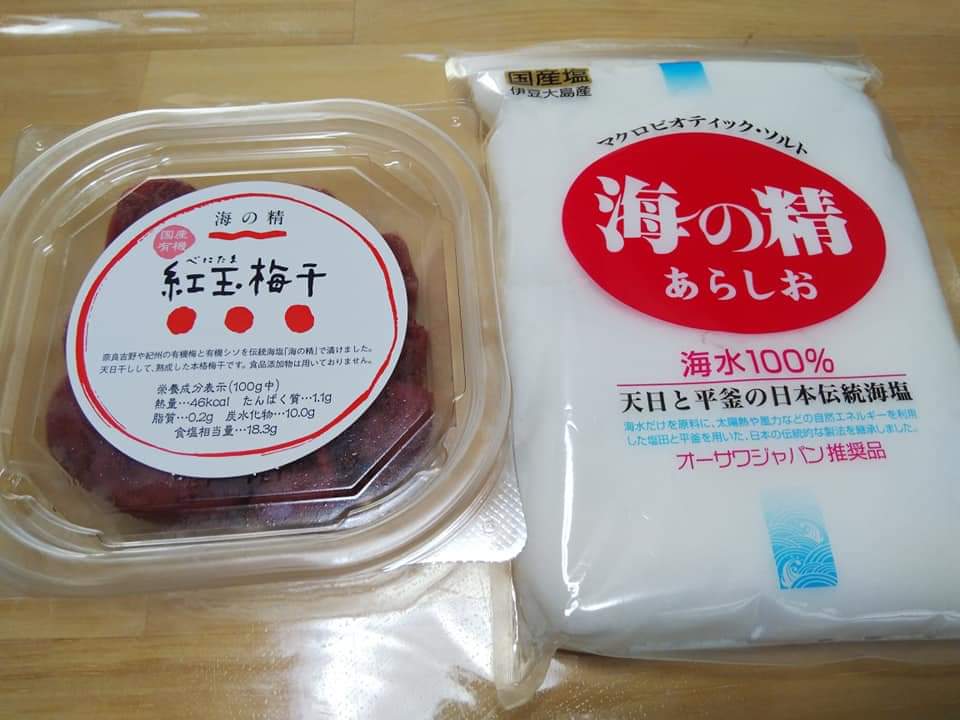 海の精
国産
有機
べにたま
紅玉梅干
奈良吉野や紀州の有機梅と有機シソを伝統海塩「海の精」で漬けました。
天日干しして、熟成した本格梅干です。食品添加物は用いておりません。
栄養成分表示(100g中)
熱量…46kcal たんぱく質…1.1g
脂質…0.2g 炭水化物…10.0g
食塩相当量…18.3g
国産塩
伊豆大島産
マクロビオティック・ソルト
海の精
あらしお
海水100%
天日と平釜の日本伝統海塩
海水だけを原料に、太陽熱や風力などの自然エネルギーを利用
した塩田と平釜を用いた、日本の伝統的な製法を継承しました。
オーサワジャパン推奨品